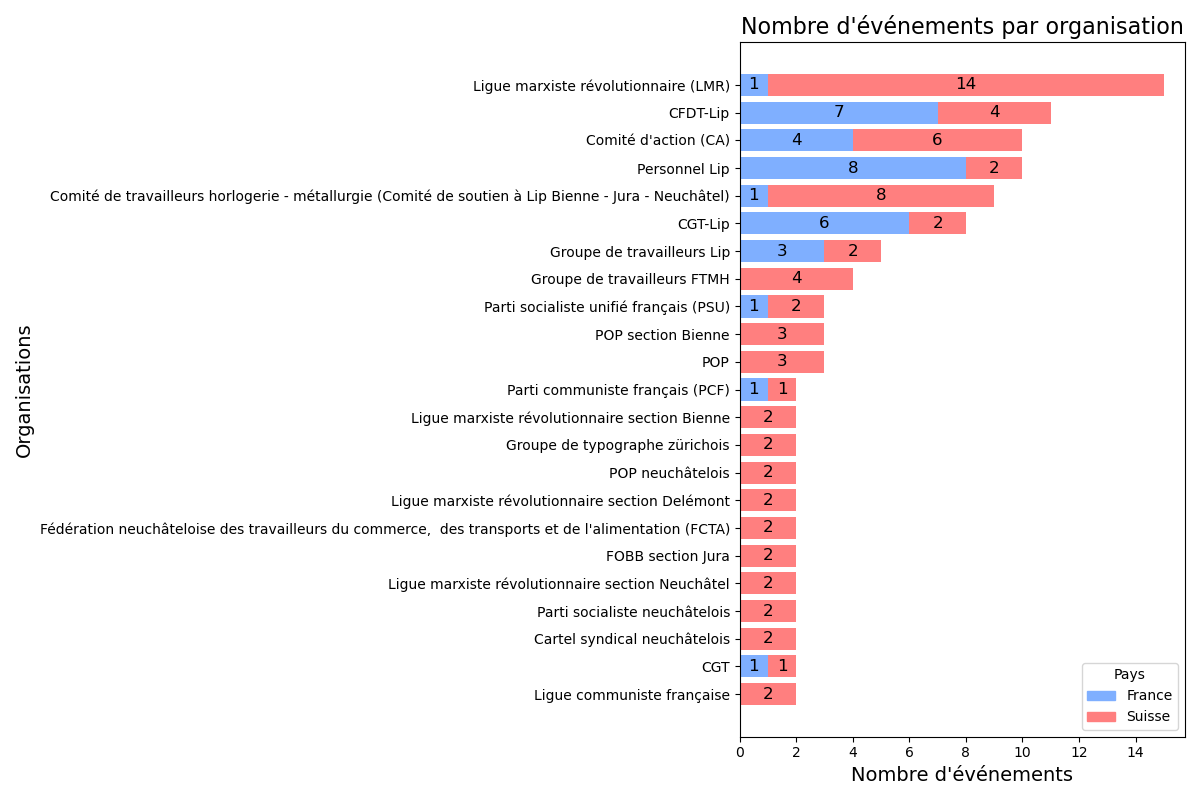 Nombre d'événements par organisation
Organisations
Ligue marxiste révolutionnaire (LMR) 1 14
CFDT-Lip 7 4
Comité d'action (CA) 4 6
Personnel Lip 8 2
Comité de travailleurs horlogerie - métallurgie (Comité de soutien à Lip Bienne - Jura - Neuchâtel) 1 8
CGT-Lip 6 2
Groupe de travailleurs Lip 3 2
Groupe de travailleurs FTMH 4
Parti socialiste unifié français (PSU) 1 2
POP section Bienne 3
POP 3
Parti communiste français (PCF) 1 1
Ligue marxiste révolutionnaire section Bienne 2
Groupe de typographe zürichois 2
POP neuchâtelois 2
Ligue marxiste révolutionnaire section Delémont 2
Fédération neuchâteloise des travailleurs du commerce,  des transports et de l'alimentation (FCTA) 2
FOBB section Jura 2
Ligue marxiste révolutionnaire section Neuchâtel 2
Parti socialiste neuchâtelois 2
Cartel syndical neuchâtelois 2
CGT 1 1
Ligue communiste française 2
Pays
France
Suisse
0 2 4 6 8 10 12 14
Nombre d'événements